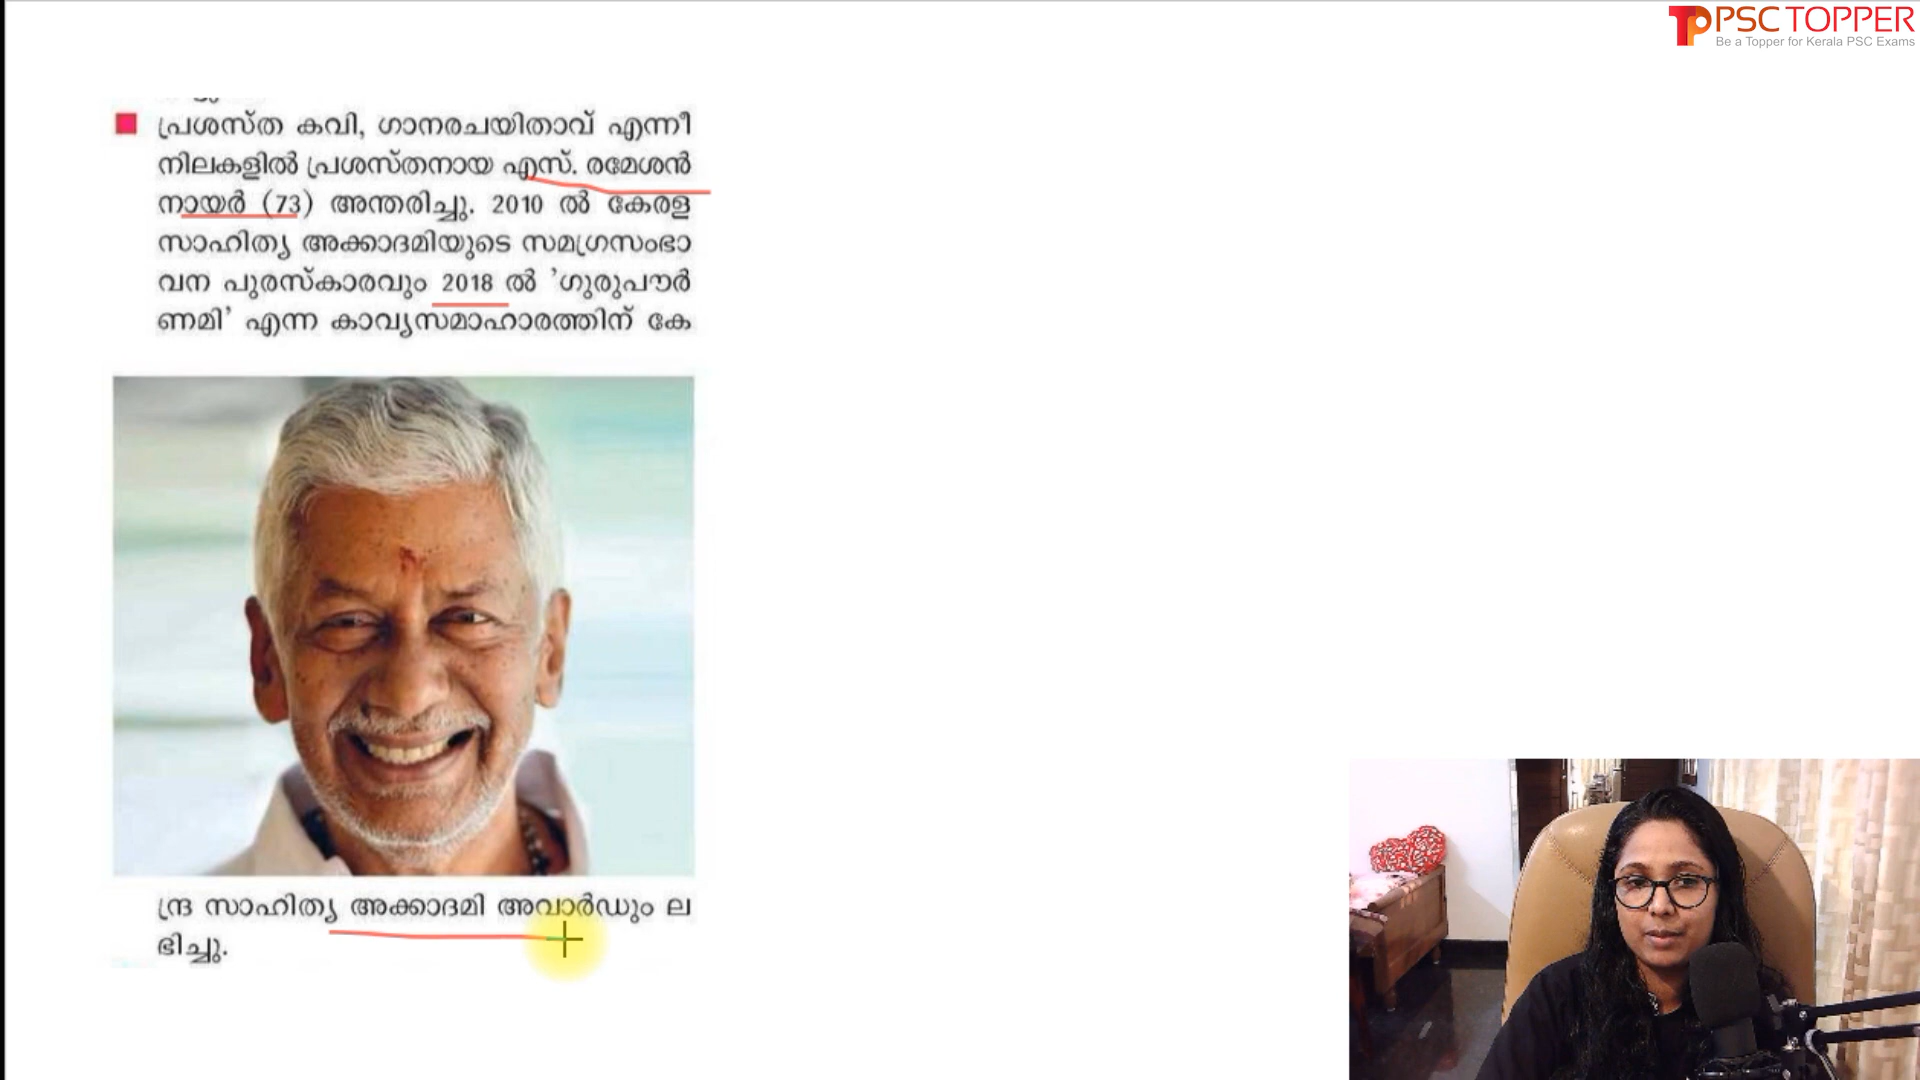 PSC TOPPER
Be a Topper for Kerala PSC Exams
പ്രശസ്ത കവി, ഗാനരചയിതാവ് എന്നീ
നിലകളിൽ പ്രശസ്തനായ എസ്. രമേശൻ
നായർ (73) അന്തരിച്ചു. 2010 ൽ കേരള
സാഹിത്യ അക്കാദമിയുടെ സമഗ്രസംഭാ
വന പുരസ്കാരവും 2018 ൽ 'ഗുരുപൗർ
ണമി' എന്ന കാവ്യസമാഹാരത്തിന് കേ
ന്ദ്ര സാഹിത്യ അക്കാദമി അവാർഡും ല
ഭിച്ചു.